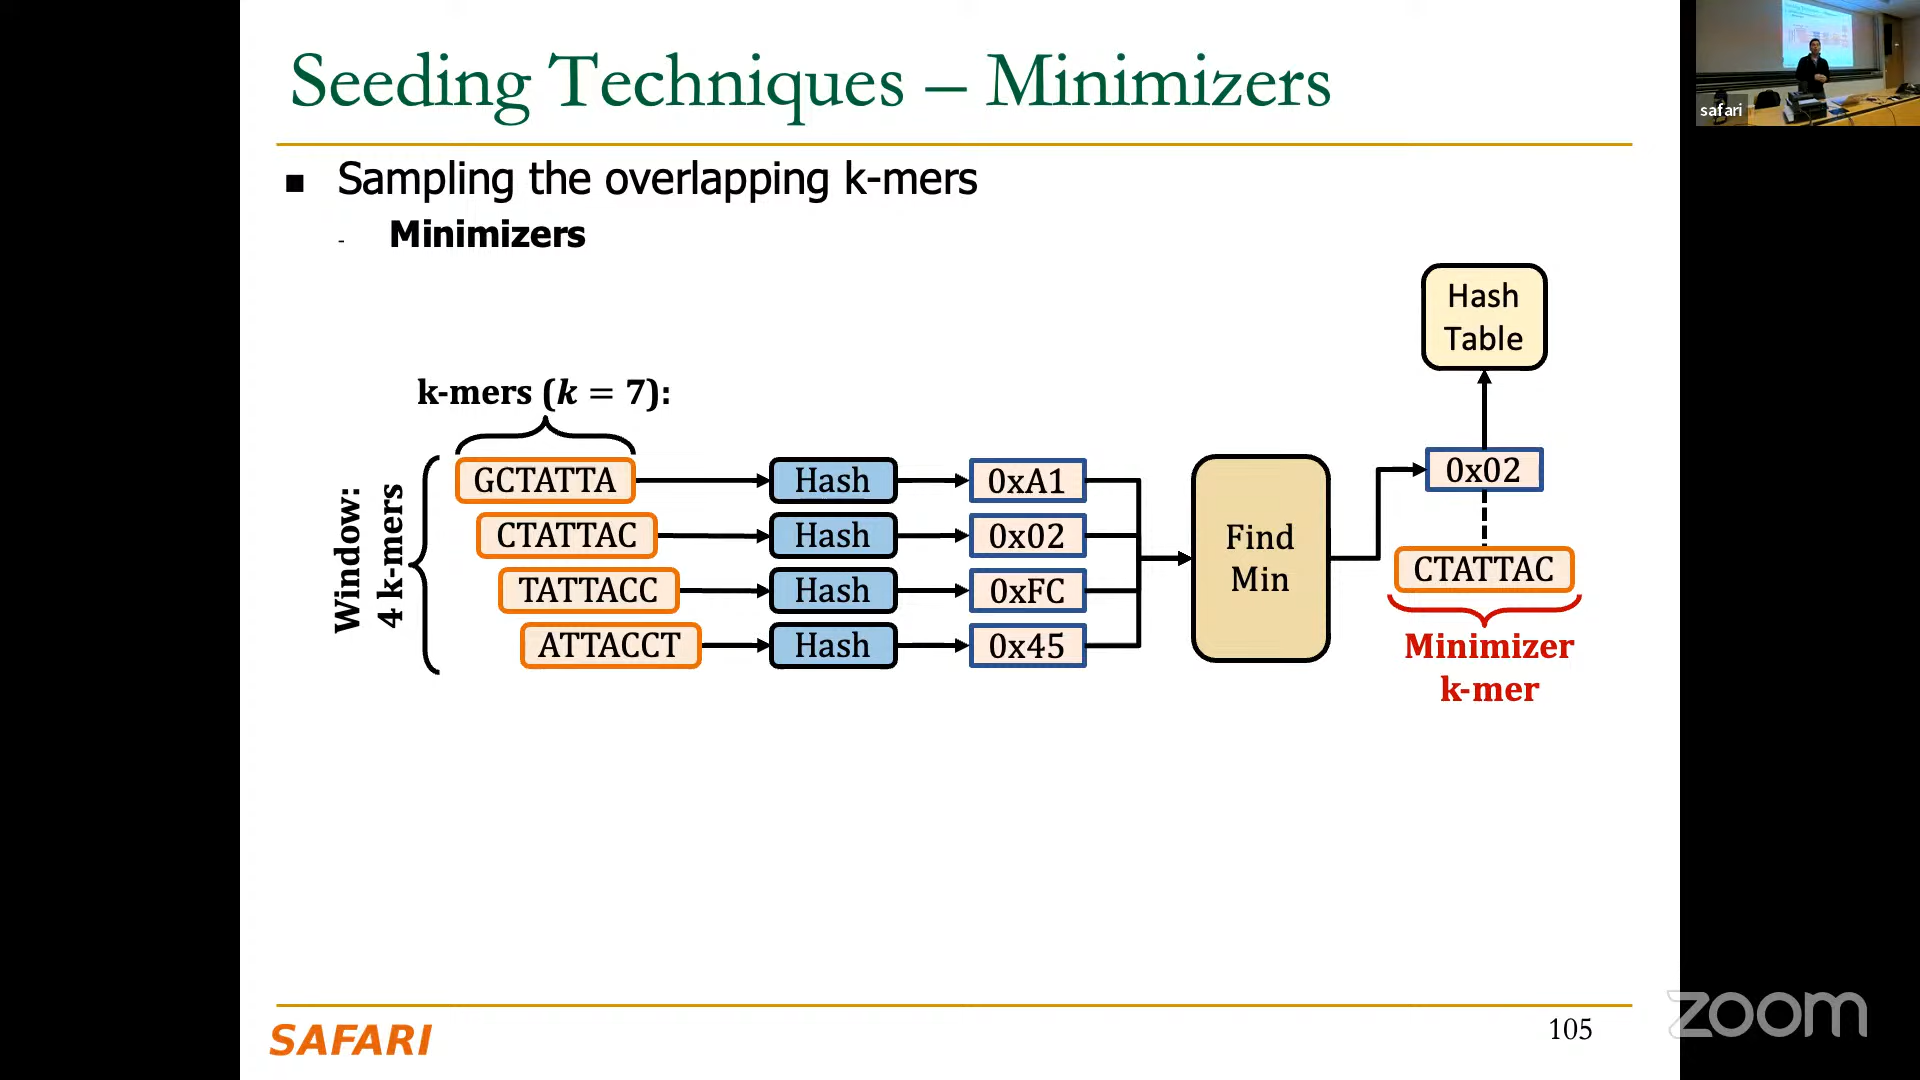 Seeding Techniques – Minimizers
safari
■ Sampling the overlapping k-mers
- Minimizers
Hash
Table
k-mers (k = 7):
Window:
4 k-mers
GCTATTA Hash 0xA1
CTATTAC Hash 0x02
TATTACC Hash 0xFC
ATTACCT Hash 0x45
Find
Min
0x02
CTATTAC
Minimizer
k-mer
SAFARI
105
zoom